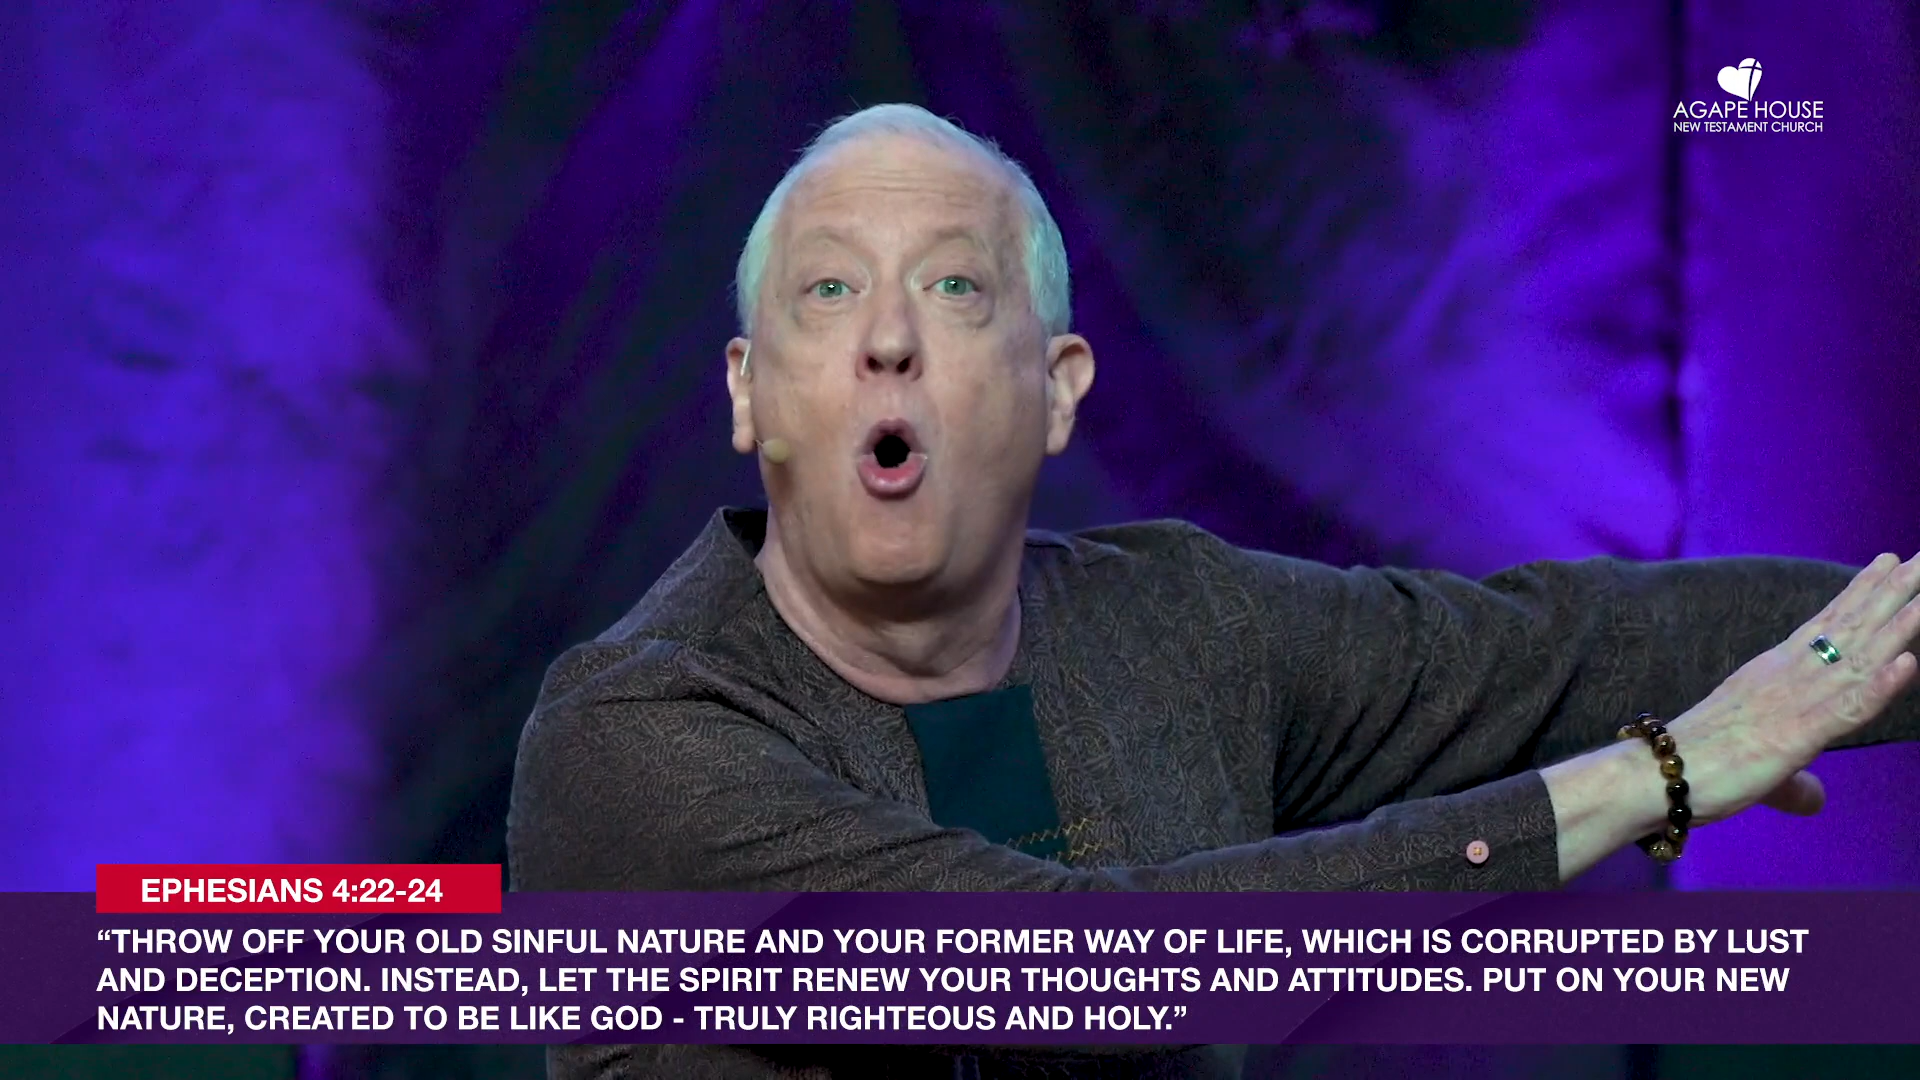 AGAPE HOUSE
NEW TESTAMENT CHURCH
EPHESIANS 4:22-24
“THROW OFF YOUR OLD SINFUL NATURE AND YOUR FORMER WAY OF LIFE, WHICH IS CORRUPTED BY LUST
AND DECEPTION. INSTEAD, LET THE SPIRIT RENEW YOUR THOUGHTS AND ATTITUDES. PUT ON YOUR NEW
NATURE, CREATED TO BE LIKE GOD - TRULY RIGHTEOUS AND HOLY.”